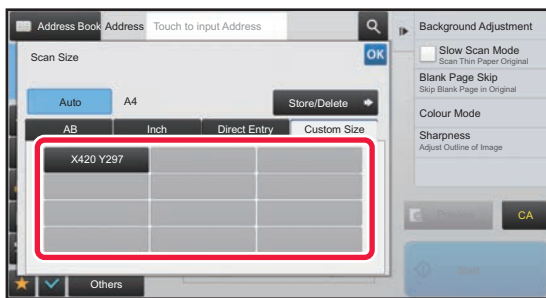 Address Book Address Touch to input Address
Background Adjustment
Scan Size
OK
Slow Scan Mode
Scan Thin Paper Original
Blank Page Skip
Skip Blank Page in Original
Auto A4 Store/Delete
Colour Mode
AB Inch Direct Entry Custom Size
Sharpness
Adjust Outline of Image
X420 Y297
CA
Others